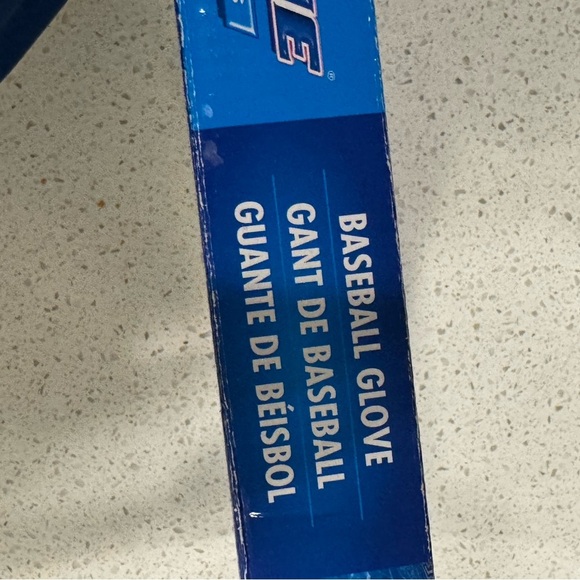 BASEBALL GLOVE
GANT DE BASEBALL
GUANTE DE BÉISBOL